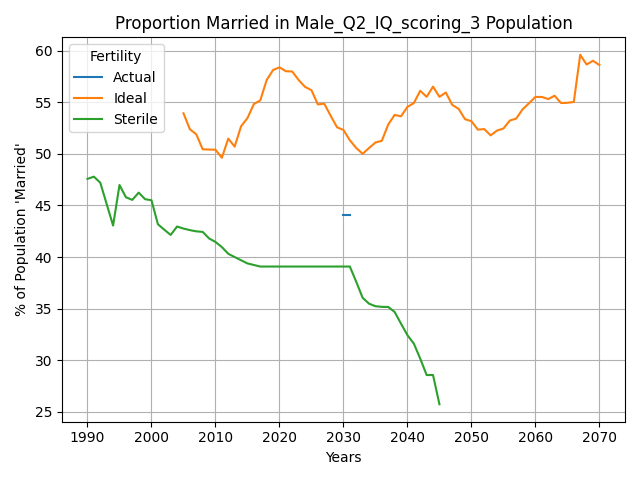 Proportion Married in Male_Q2_IQ_scoring_3 Population
Fertility
Actual
Ideal
Sterile
% of Population 'Married'
60
55
50
45
40
35
30
25
1990 2000 2010 2020 2030 2040 2050 2060 2070
Years